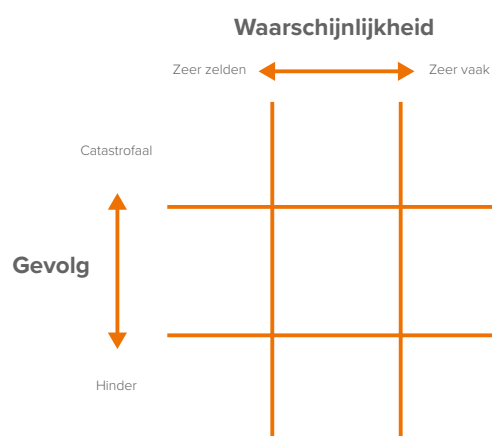 Waarschijnlijkheid
Zeer zelden Zeer vaak
Catastrofaal
Gevolg
Hinder